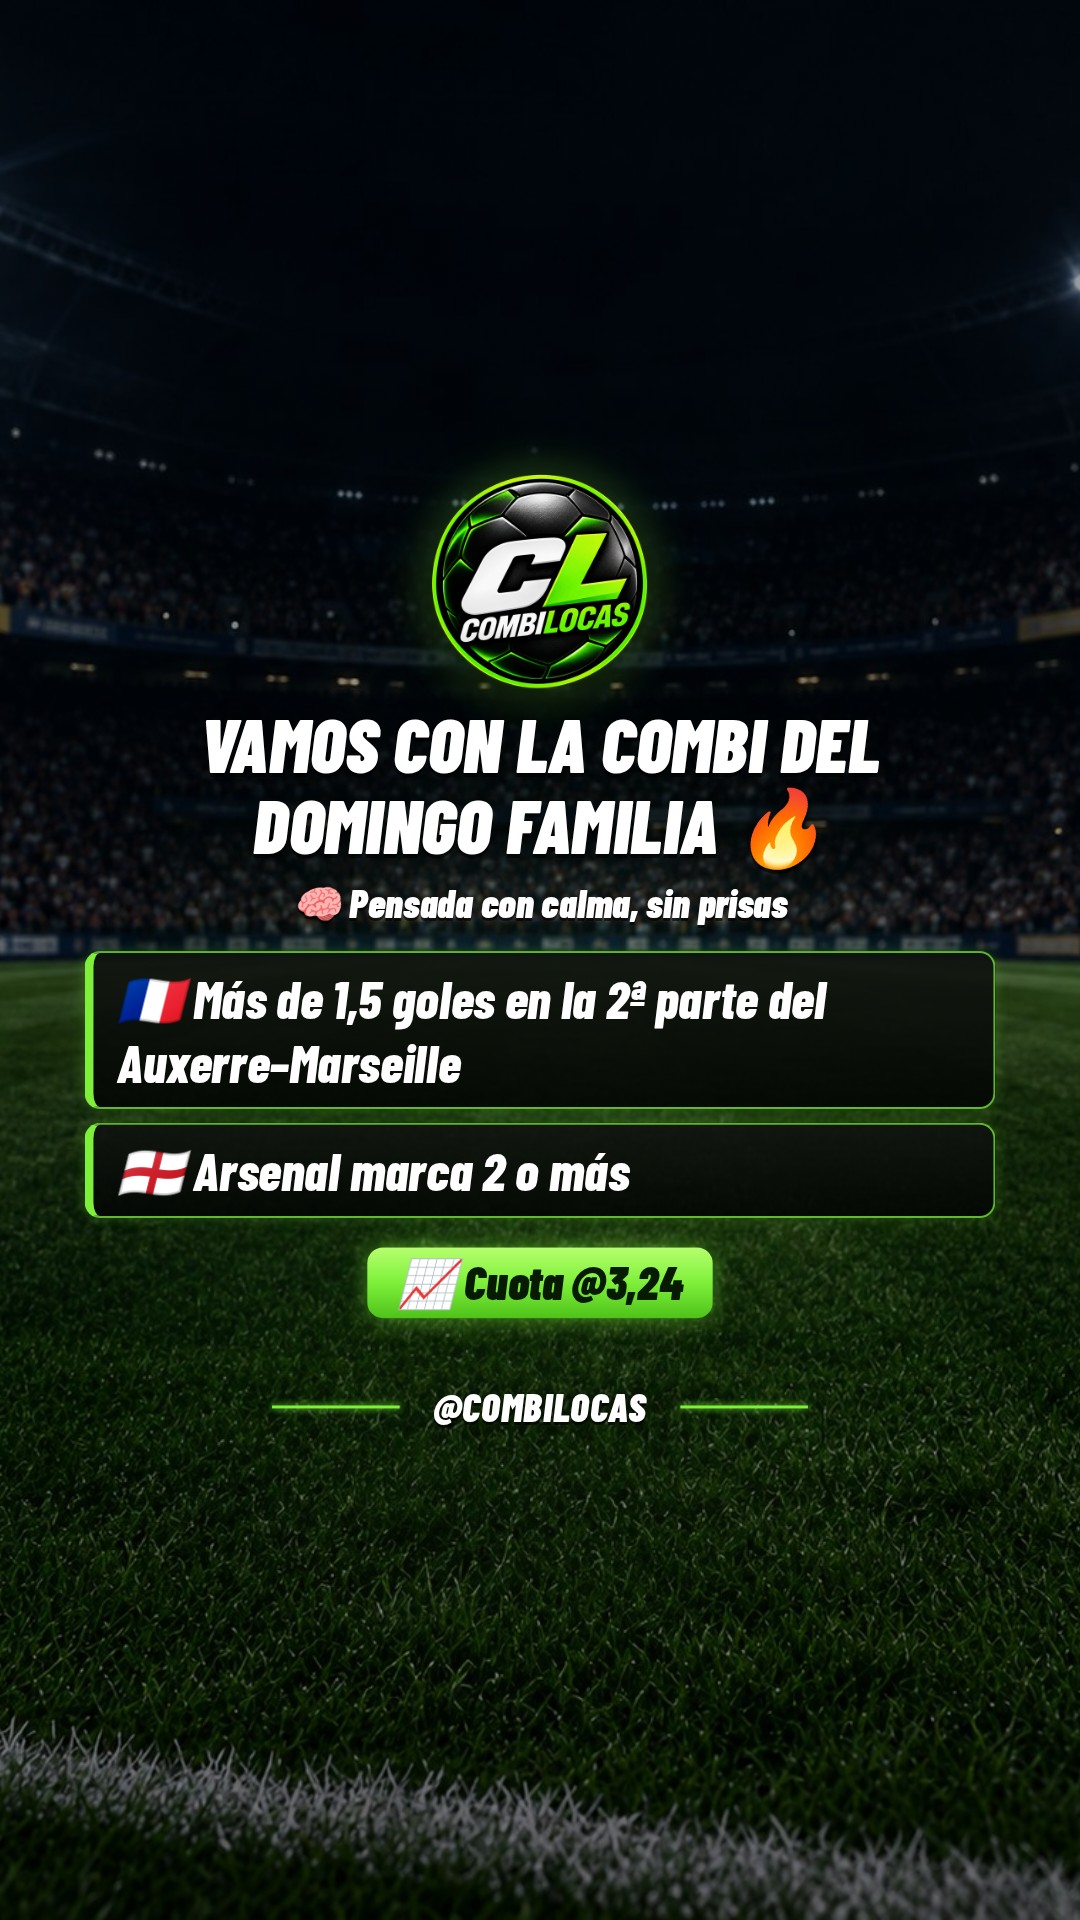 CL
COMBILOCAS
VAMOS CON LA COMBI DEL
DOMINGO FAMILIA 🔥
🧠 Pensada con calma, sin prisas
🇫🇷 Más de 1,5 goles en la 2ª parte del
Auxerre-Marseille
🏴󠁧󠁢󠁥󠁮󠁧󠁿 Arsenal marca 2 o más
📈 Cuota @3,24
@COMBILOCAS